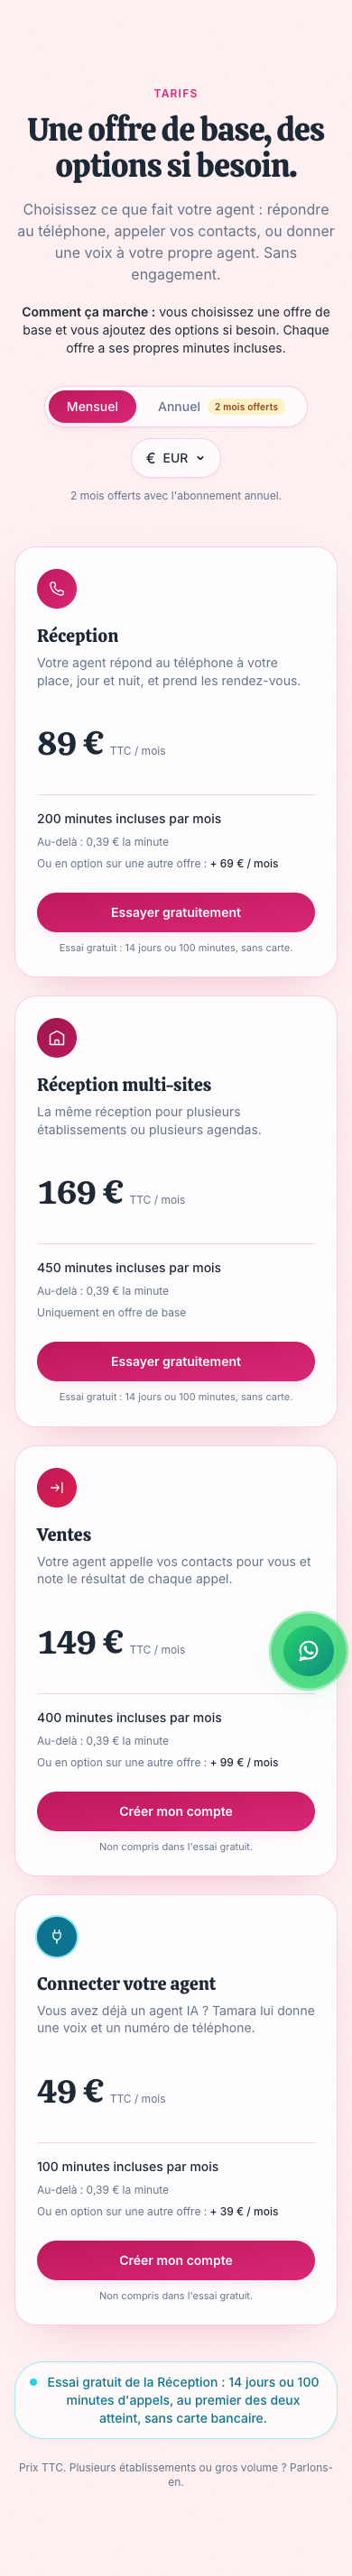 TARIFS
Une offre de base, des
options si besoin.
Choisissez ce que fait votre agent : répondre
au téléphone, appeler vos contacts, ou donner
une voix à votre propre agent. Sans
engagement.
Comment ça marche : vous choisissez une offre de
base et vous ajoutez des options si besoin. Chaque
offre a ses propres minutes incluses.
Mensuel Annuel 2 mois offerts
€ EUR
2 mois offerts avec l'abonnement annuel.
Réception
Votre agent répond au téléphone à votre
place, jour et nuit, et prend les rendez-vous.
89 € TTC / mois
200 minutes incluses par mois
Au-delà : 0,39 € la minute
Ou en option sur une autre offre : + 69 € / mois
Essayer gratuitement
Essai gratuit : 14 jours ou 100 minutes, sans carte.
Réception multi-sites
La même réception pour plusieurs
établissements ou plusieurs agendas.
169 € TTC / mois
450 minutes incluses par mois
Au-delà : 0,39 € la minute
Uniquement en offre de base
Essayer gratuitement
Essai gratuit : 14 jours ou 100 minutes, sans carte.
Ventes
Votre agent appelle vos contacts pour vous et
note le résultat de chaque appel.
149 € TTC / mois
400 minutes incluses par mois
Au-delà : 0,39 € la minute
Ou en option sur une autre offre : + 99 € / mois
Créer mon compte
Non compris dans l'essai gratuit.
Connecter votre agent
Vous avez déjà un agent IA ? Tamara lui donne
une voix et un numéro de téléphone.
49 € TTC / mois
100 minutes incluses par mois
Au-delà : 0,39 € la minute
Ou en option sur une autre offre : + 39 € / mois
Créer mon compte
Non compris dans l'essai gratuit.
Essai gratuit de la Réception : 14 jours ou 100
minutes d'appels, au premier des deux
atteint, sans carte bancaire.
Prix TTC. Plusieurs établissements ou gros volume ? Parlons-
en.